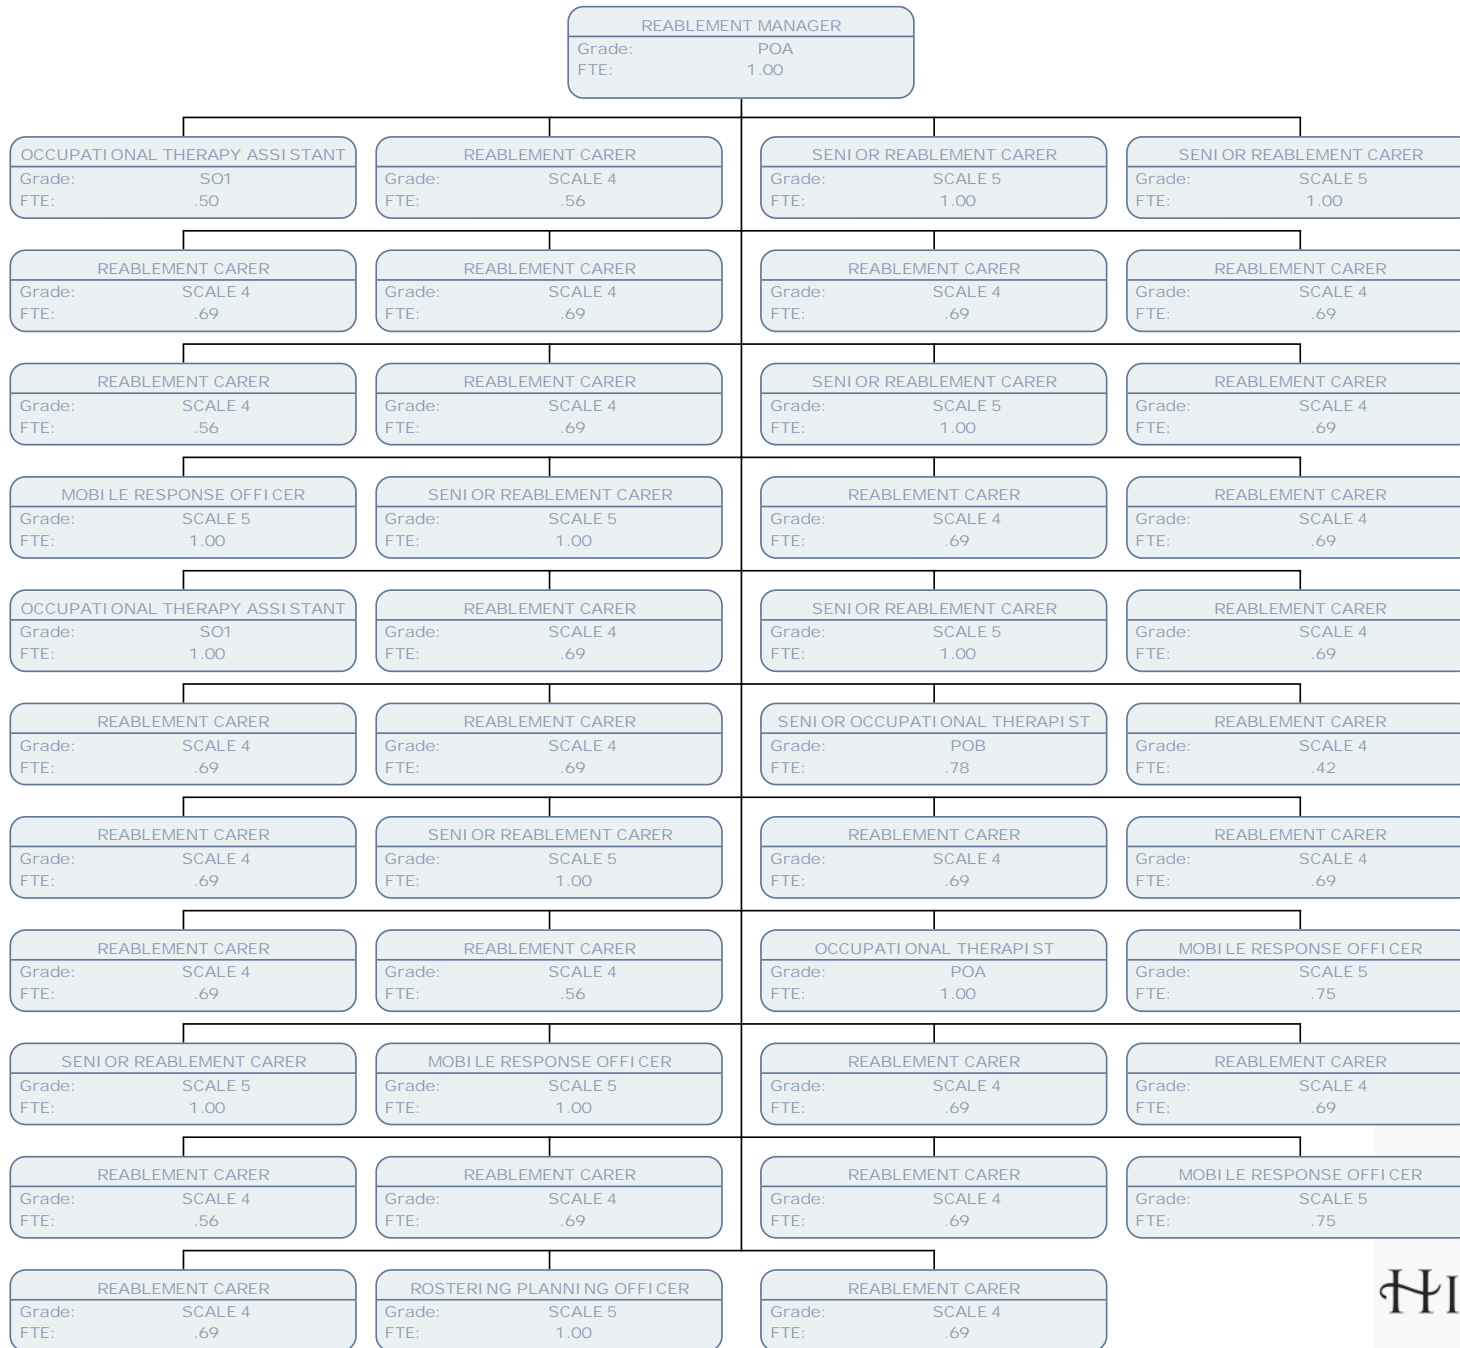 REABLEMENT MANAGER
Grade: POA
FTE: 1.00
OCCUPATIONAL THERAPY ASSISTANT
Grade: SO1
FTE: .50
REABLEMENT CARER
Grade: SCALE 4
FTE: .56
SENIOR REABLEMENT CARER
Grade: SCALE 5
FTE: 1.00
SENIOR REABLEMENT CARER
Grade: SCALE 5
FTE: 1.00
REABLEMENT CARER
Grade: SCALE 4
FTE: .69
REABLEMENT CARER
Grade: SCALE 4
FTE: .69
REABLEMENT CARER
Grade: SCALE 4
FTE: .69
REABLEMENT CARER
Grade: SCALE 4
FTE: .69
REABLEMENT CARER
Grade: SCALE 4
FTE: .56
REABLEMENT CARER
Grade: SCALE 4
FTE: .69
SENIOR REABLEMENT CARER
Grade: SCALE 5
FTE: 1.00
REABLEMENT CARER
Grade: SCALE 4
FTE: .69
MOBILE RESPONSE OFFICER
Grade: SCALE 5
FTE: 1.00
SENIOR REABLEMENT CARER
Grade: SCALE 5
FTE: 1.00
REABLEMENT CARER
Grade: SCALE 4
FTE: .69
REABLEMENT CARER
Grade: SCALE 4
FTE: .69
OCCUPATIONAL THERAPY ASSISTANT
Grade: SO1
FTE: 1.00
REABLEMENT CARER
Grade: SCALE 4
FTE: .69
SENIOR REABLEMENT CARER
Grade: SCALE 5
FTE: 1.00
REABLEMENT CARER
Grade: SCALE 4
FTE: .69
REABLEMENT CARER
Grade: SCALE 4
FTE: .69
REABLEMENT CARER
Grade: SCALE 4
FTE: .69
SENIOR OCCUPATIONAL THERAPIST
Grade: POB
FTE: .78
REABLEMENT CARER
Grade: SCALE 4
FTE: .42
REABLEMENT CARER
Grade: SCALE 4
FTE: .69
SENIOR REABLEMENT CARER
Grade: SCALE 5
FTE: 1.00
REABLEMENT CARER
Grade: SCALE 4
FTE: .69
REABLEMENT CARER
Grade: SCALE 4
FTE: .69
REABLEMENT CARER
Grade: SCALE 4
FTE: .69
REABLEMENT CARER
Grade: SCALE 4
FTE: .56
OCCUPATIONAL THERAPIST
Grade: POA
FTE: 1.00
MOBILE RESPONSE OFFICER
Grade: SCALE 5
FTE: .75
SENIOR REABLEMENT CARER
Grade: SCALE 5
FTE: 1.00
MOBILE RESPONSE OFFICER
Grade: SCALE 5
FTE: 1.00
REABLEMENT CARER
Grade: SCALE 4
FTE: .69
REABLEMENT CARER
Grade: SCALE 4
FTE: .69
REABLEMENT CARER
Grade: SCALE 4
FTE: .56
REABLEMENT CARER
Grade: SCALE 4
FTE: .69
REABLEMENT CARER
Grade: SCALE 4
FTE: .69
MOBILE RESPONSE OFFICER
Grade: SCALE 5
FTE: .75
REABLEMENT CARER
Grade: SCALE 4
FTE: .69
ROSTERING PLANNING OFFICER
Grade: SCALE 5
FTE: 1.00
REABLEMENT CARER
Grade: SCALE 4
FTE: .69